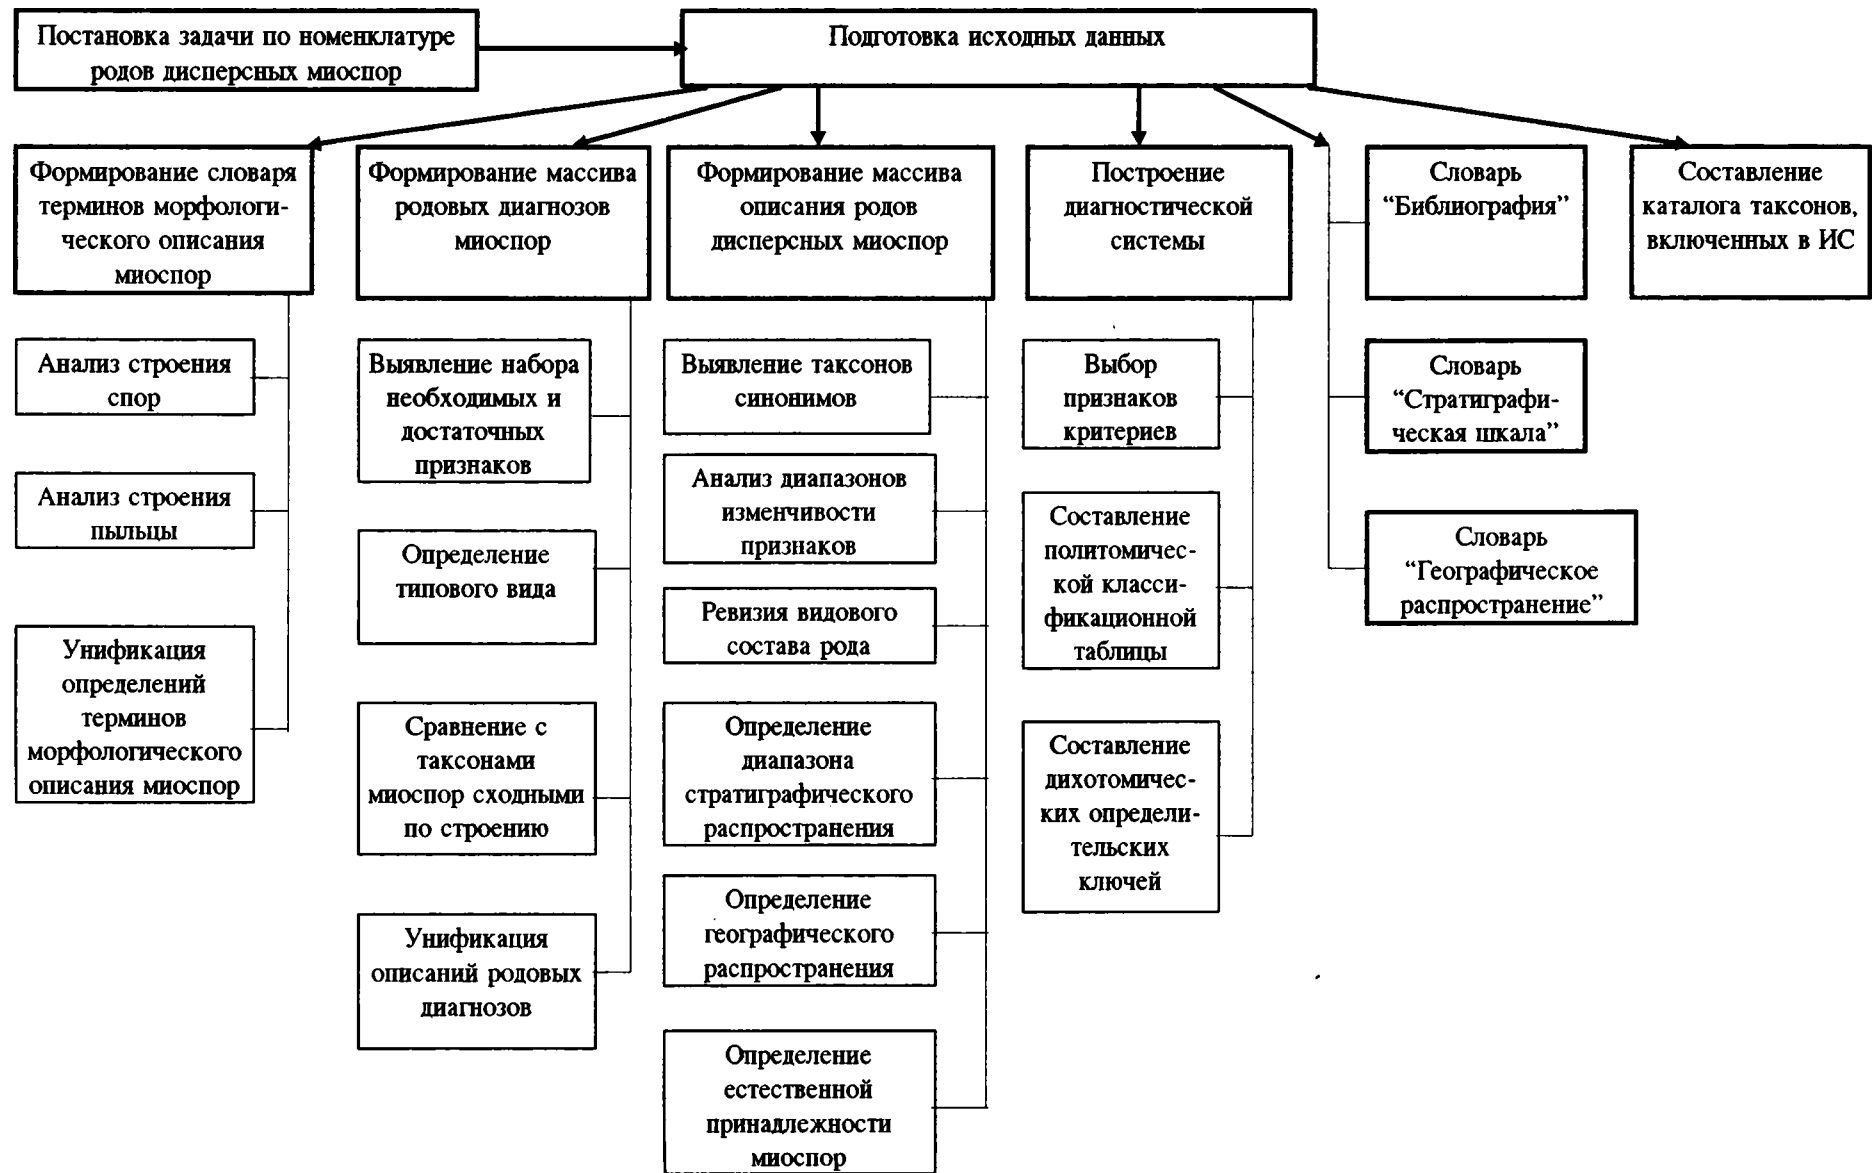 Постановка задачи по номенклатуре
родов дисперсных миоспор
Подготовка исходных данных
Формирование словаря
терминов морфологи-
ческого описания
миоспор
Анализ строения
спор
Анализ строения
пыльцы
Унификация
определений
терминов
морфологического
описания миоспор
Формирование массива
родовых диагнозов
миоспор
Выявление набора
необходимых и
достаточных
признаков
Определение
типового вида
Сравнение с
таксонами
миоспор сходными
по строению
Унификация
описаний родовых
диагнозов
Формирование массива
описания родов
дисперсных миоспор
Выявление таксонов
синонимов
Анализ диапазонов
изменчивости
признаков
Ревизия видового
состава рода
Определение
диапазона
стратиграфического
распространения
Определение
географического
распространения
Определение
естественной
принадлежности
миоспор
Построение
диагностической
системы
Выбор
признаков
критериев
Составление
политомичес-
кой класси-
фикационной
таблицы
Составление
дихотомичес-
ких определи-
тельских
ключей
Словарь
“Библиография”
Словарь
“Стратиграфи-
ческая шкала”
Словарь
“Географическое
распространение”
Составление
каталога таксонов,
включенных в ИС